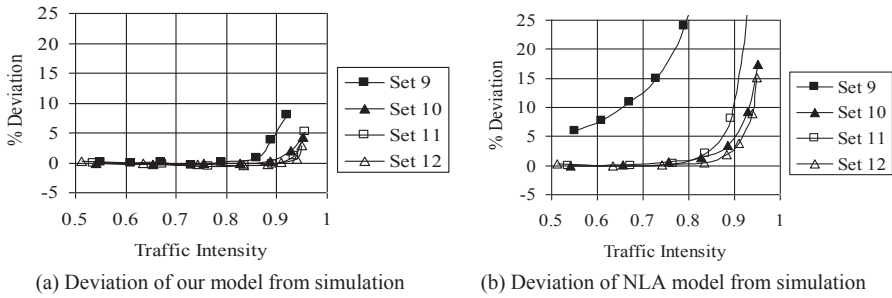 25
20
15
10
5
0
-5
% Deviation
0.5 0.6 0.7 0.8 0.9 1
Traffic Intensity
Set 9
Set 10
Set 11
Set 12
(a) Deviation of our model from simulation
25
20
15
10
5
0
-5
% Deviation
0.5 0.6 0.7 0.8 0.9 1
Traffic Intensity
Set 9
Set 10
Set 11
Set 12
(b) Deviation of NLA model from simulation